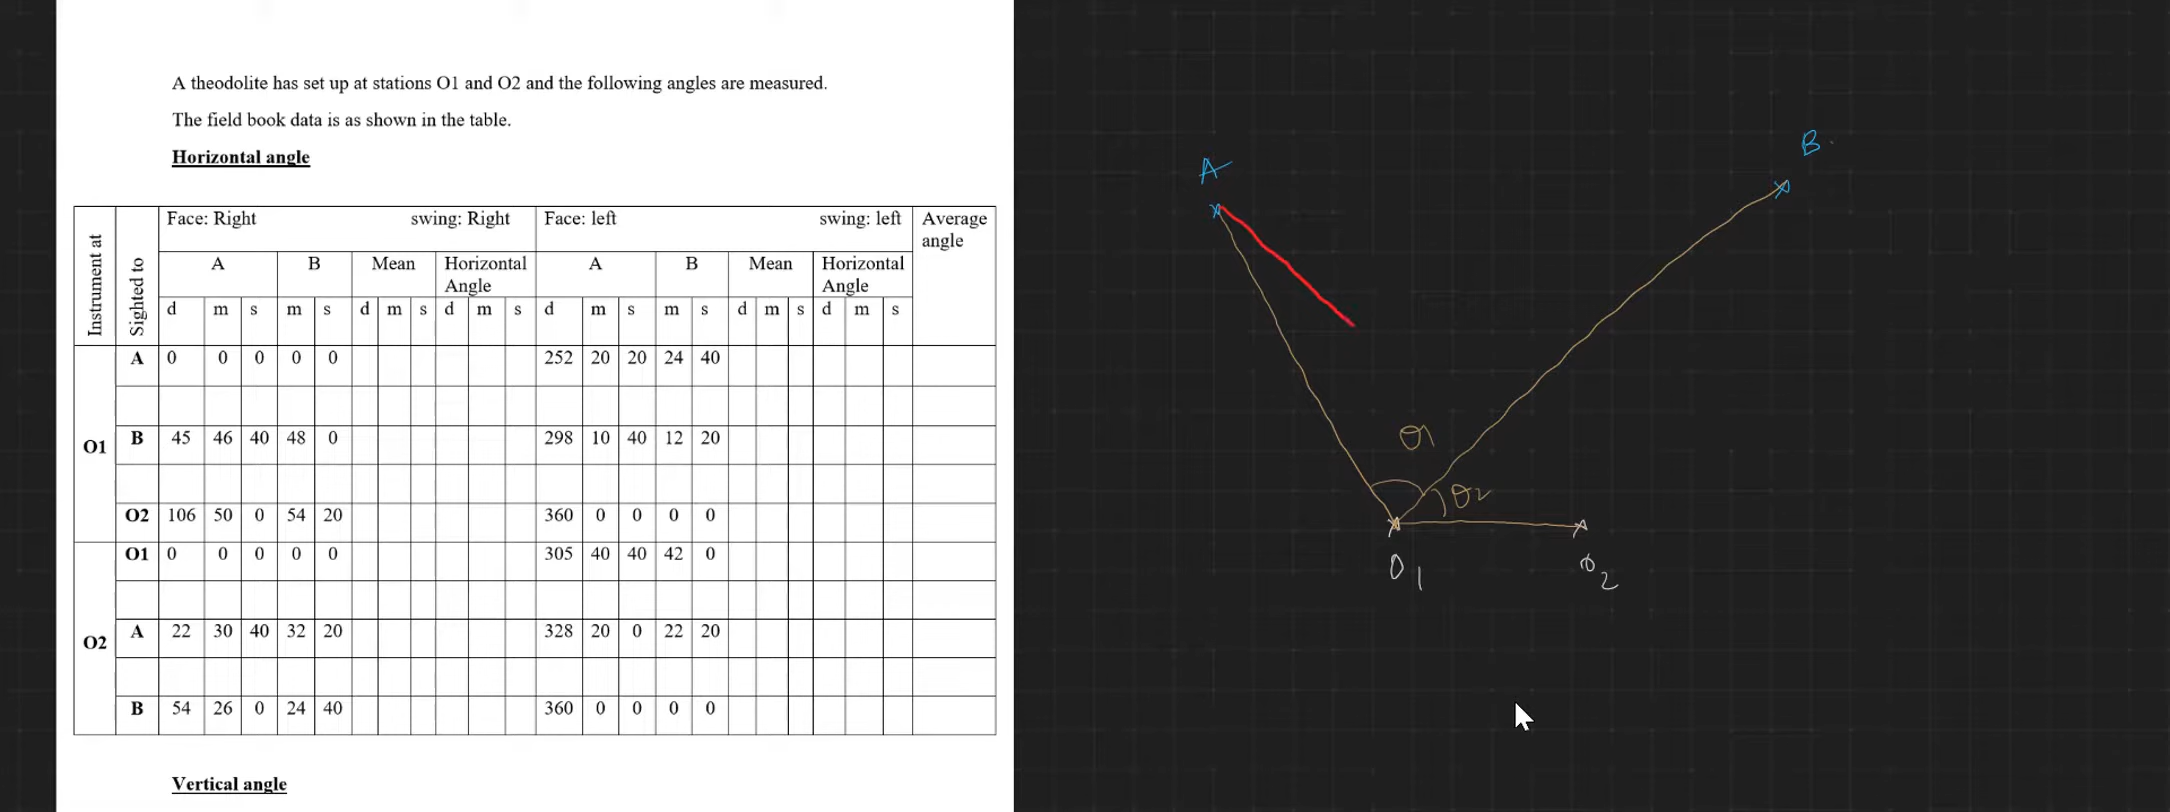 A theodolite has set up at stations O1 and O2 and the following angles are measured.
The field book data is as shown in the table.
Horizontal angle
Instrument at
Sighted to
Face: Right swing: Right Face: left swing: left Average angle
A B Mean Horizontal Angle A B Mean Horizontal Angle
d m s m s d m s d m s d m s m s d m s d m s
O1
A 0 0 0 0 0 252 20 20 24 40
B 45 46 40 48 0 298 10 40 12 20
O2 106 50 0 54 20 360 0 0 0 0
O2
O1 0 0 0 0 0 305 40 40 42 0
A 22 30 40 32 20 328 20 0 22 20
B 54 26 0 24 40 360 0 0 0 0
Vertical angle
A
B
θ1
θ2
O1
O2